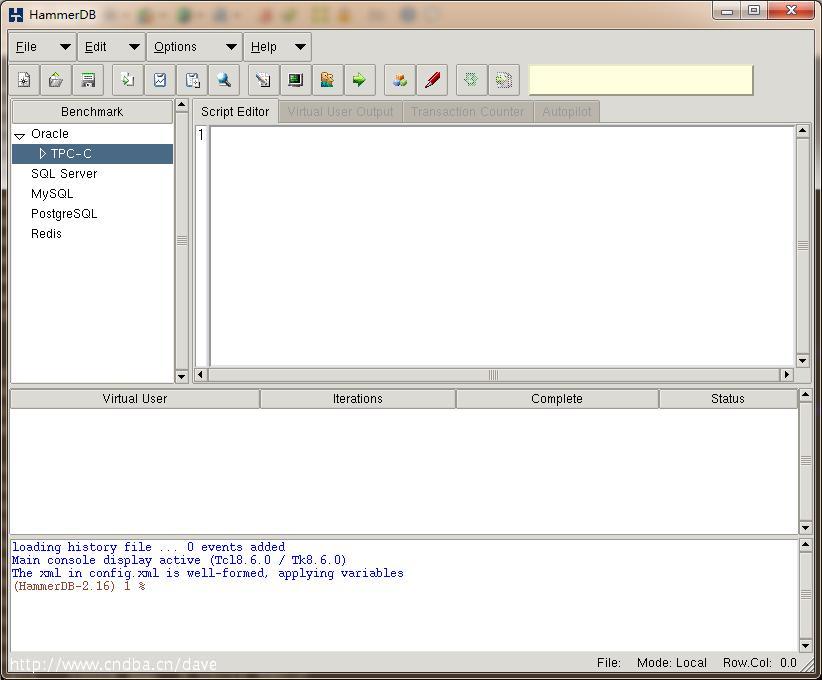 HammerDB
File Edit Options Help
Benchmark
Script Editor Virtual User Output Transaction Counter Autopilot
Oracle
TPC-C
SQL Server
MySQL
PostgreSQL
Redis
1
Virtual User Iterations Complete Status
loading history file ... 0 events added
Main console display active (Tcl8.6.0 / Tk8.6.0)
The xml in config.xml is well-formed, applying variables
(HammerDB-2.16) 1 %
http://www.cndba.cn/dave
File: Mode: Local Row.Col: 0.0